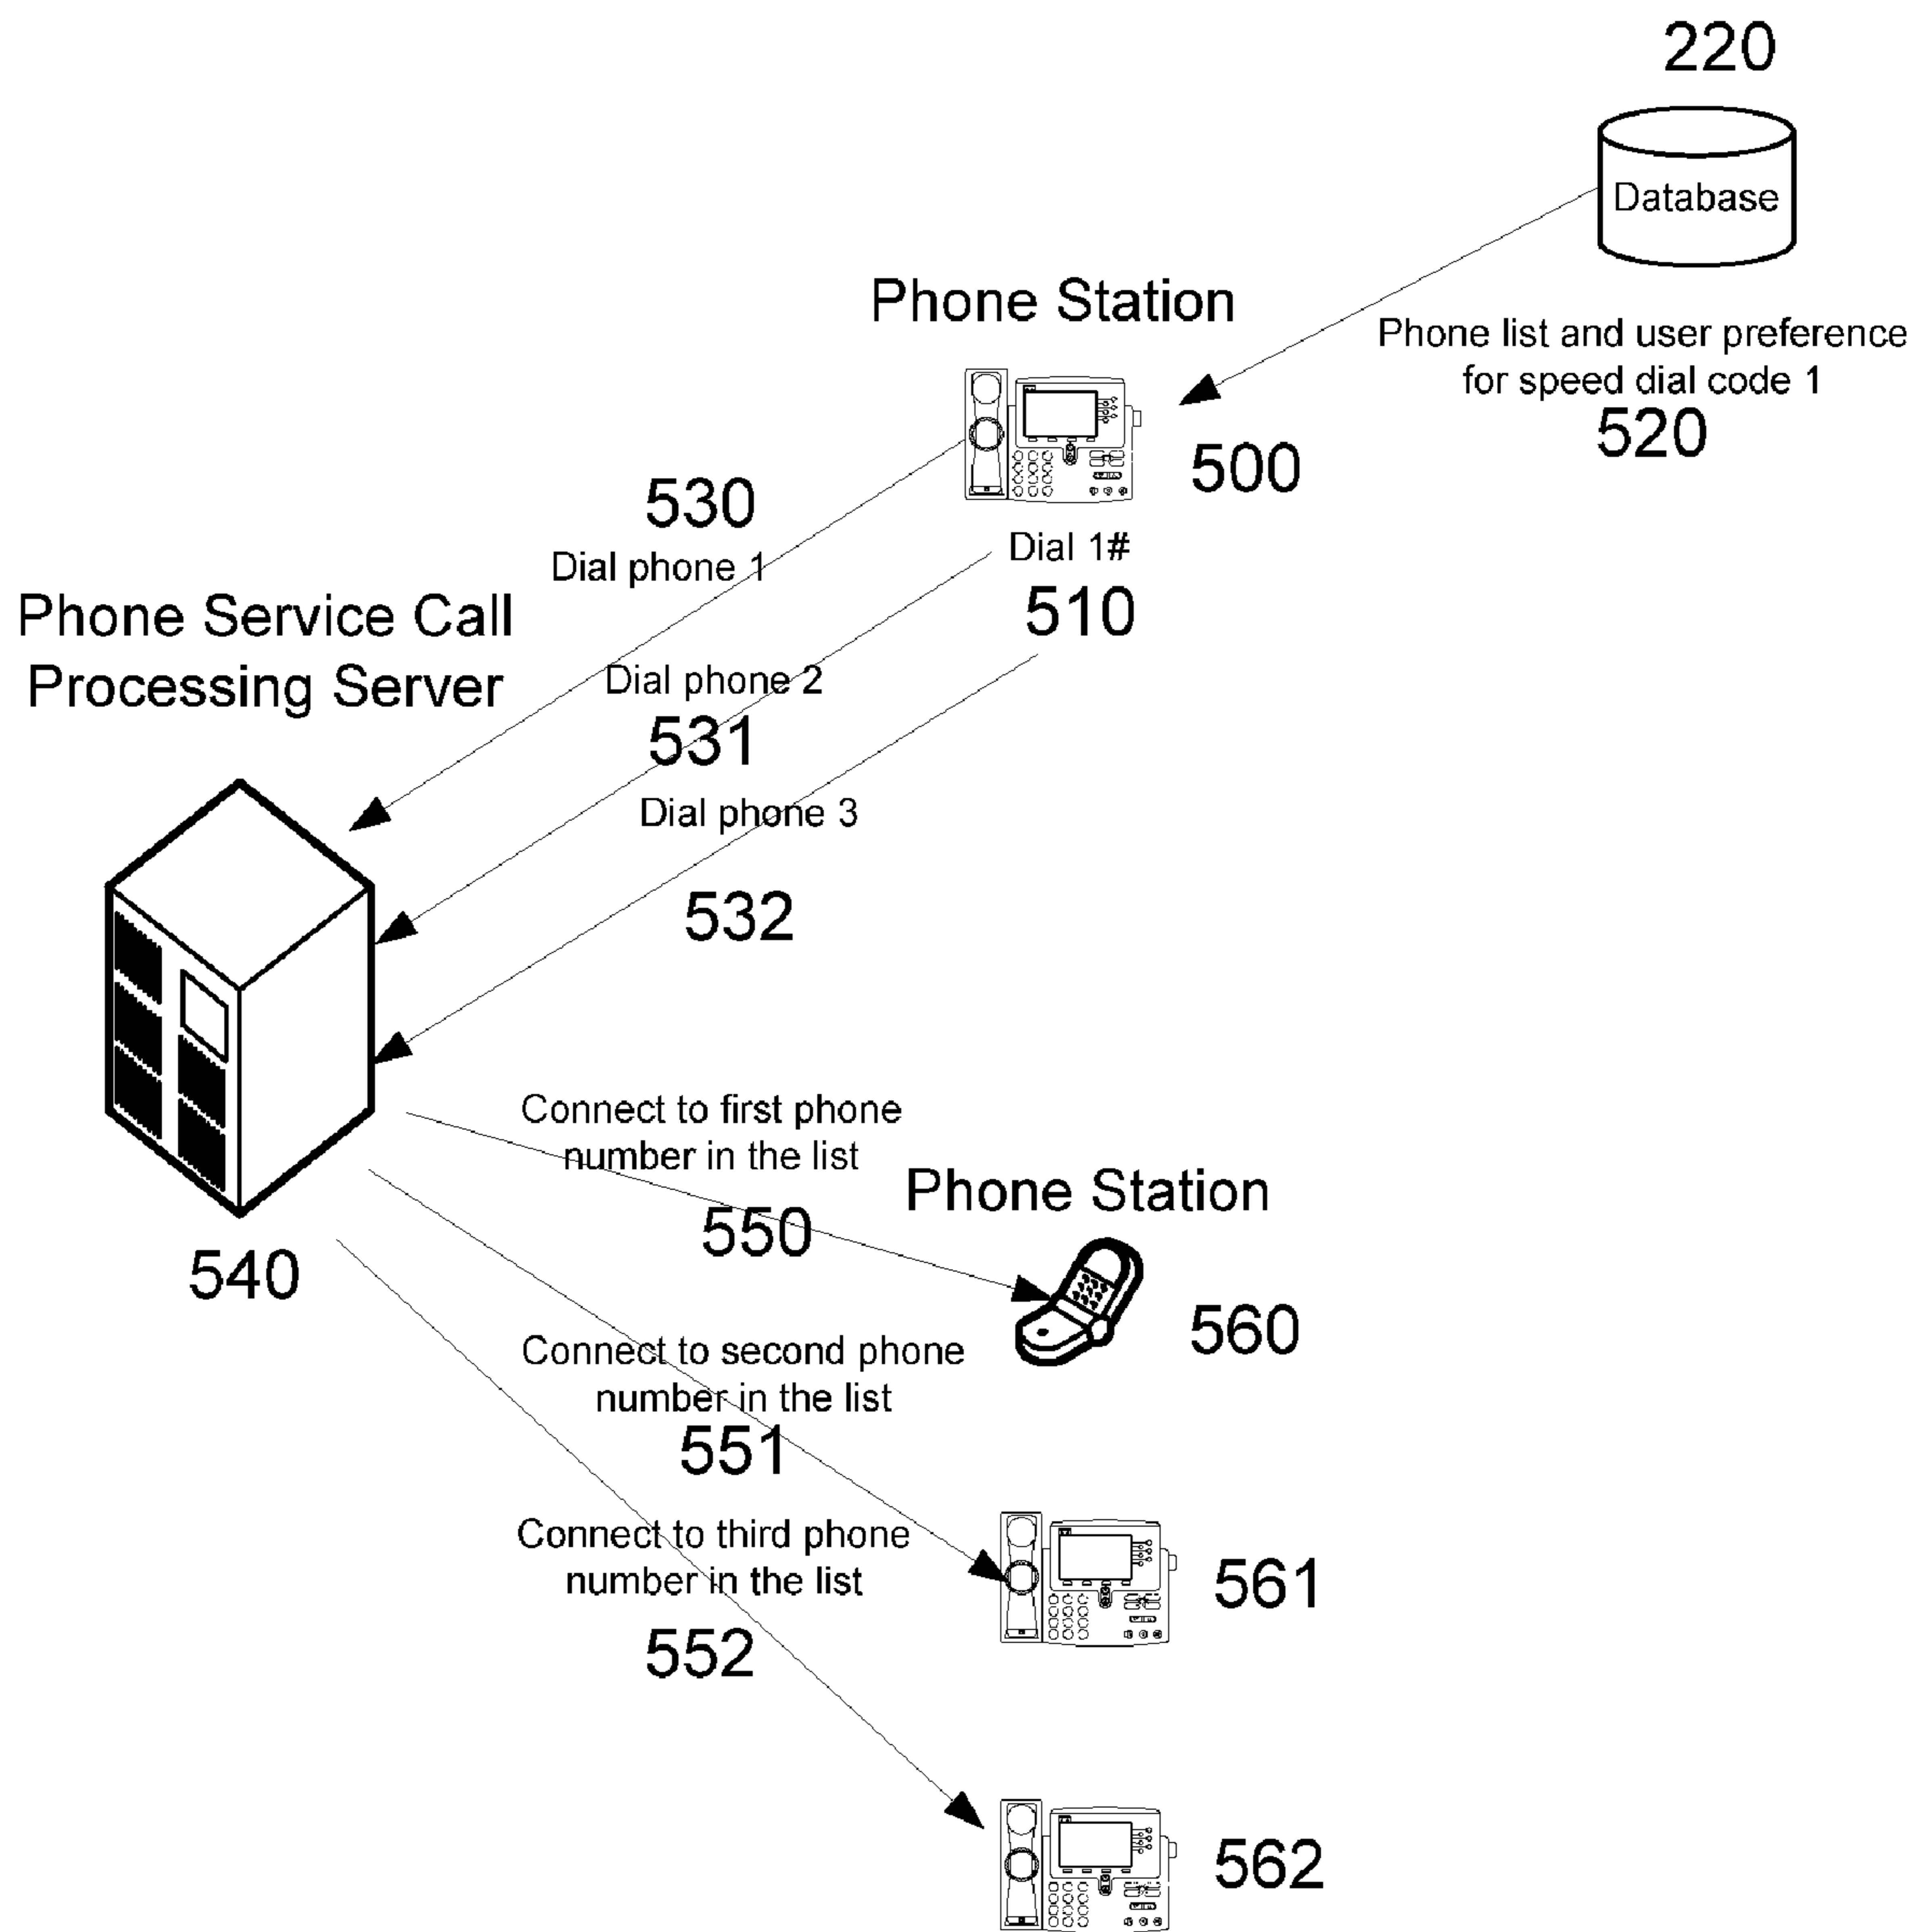 220
Database
Phone Station
Phone list and user preference
for speed dial code 1
520
500
530
Dial phone 1
Dial 1#
510
Phone Service Call
Processing Server
Dial phone 2
531
Dial phone 3
532
Connect to first phone
number in the list
550
Phone Station
540
560
Connect to second phone
number in the list
551
Connect to third phone
number in the list
561
552
562